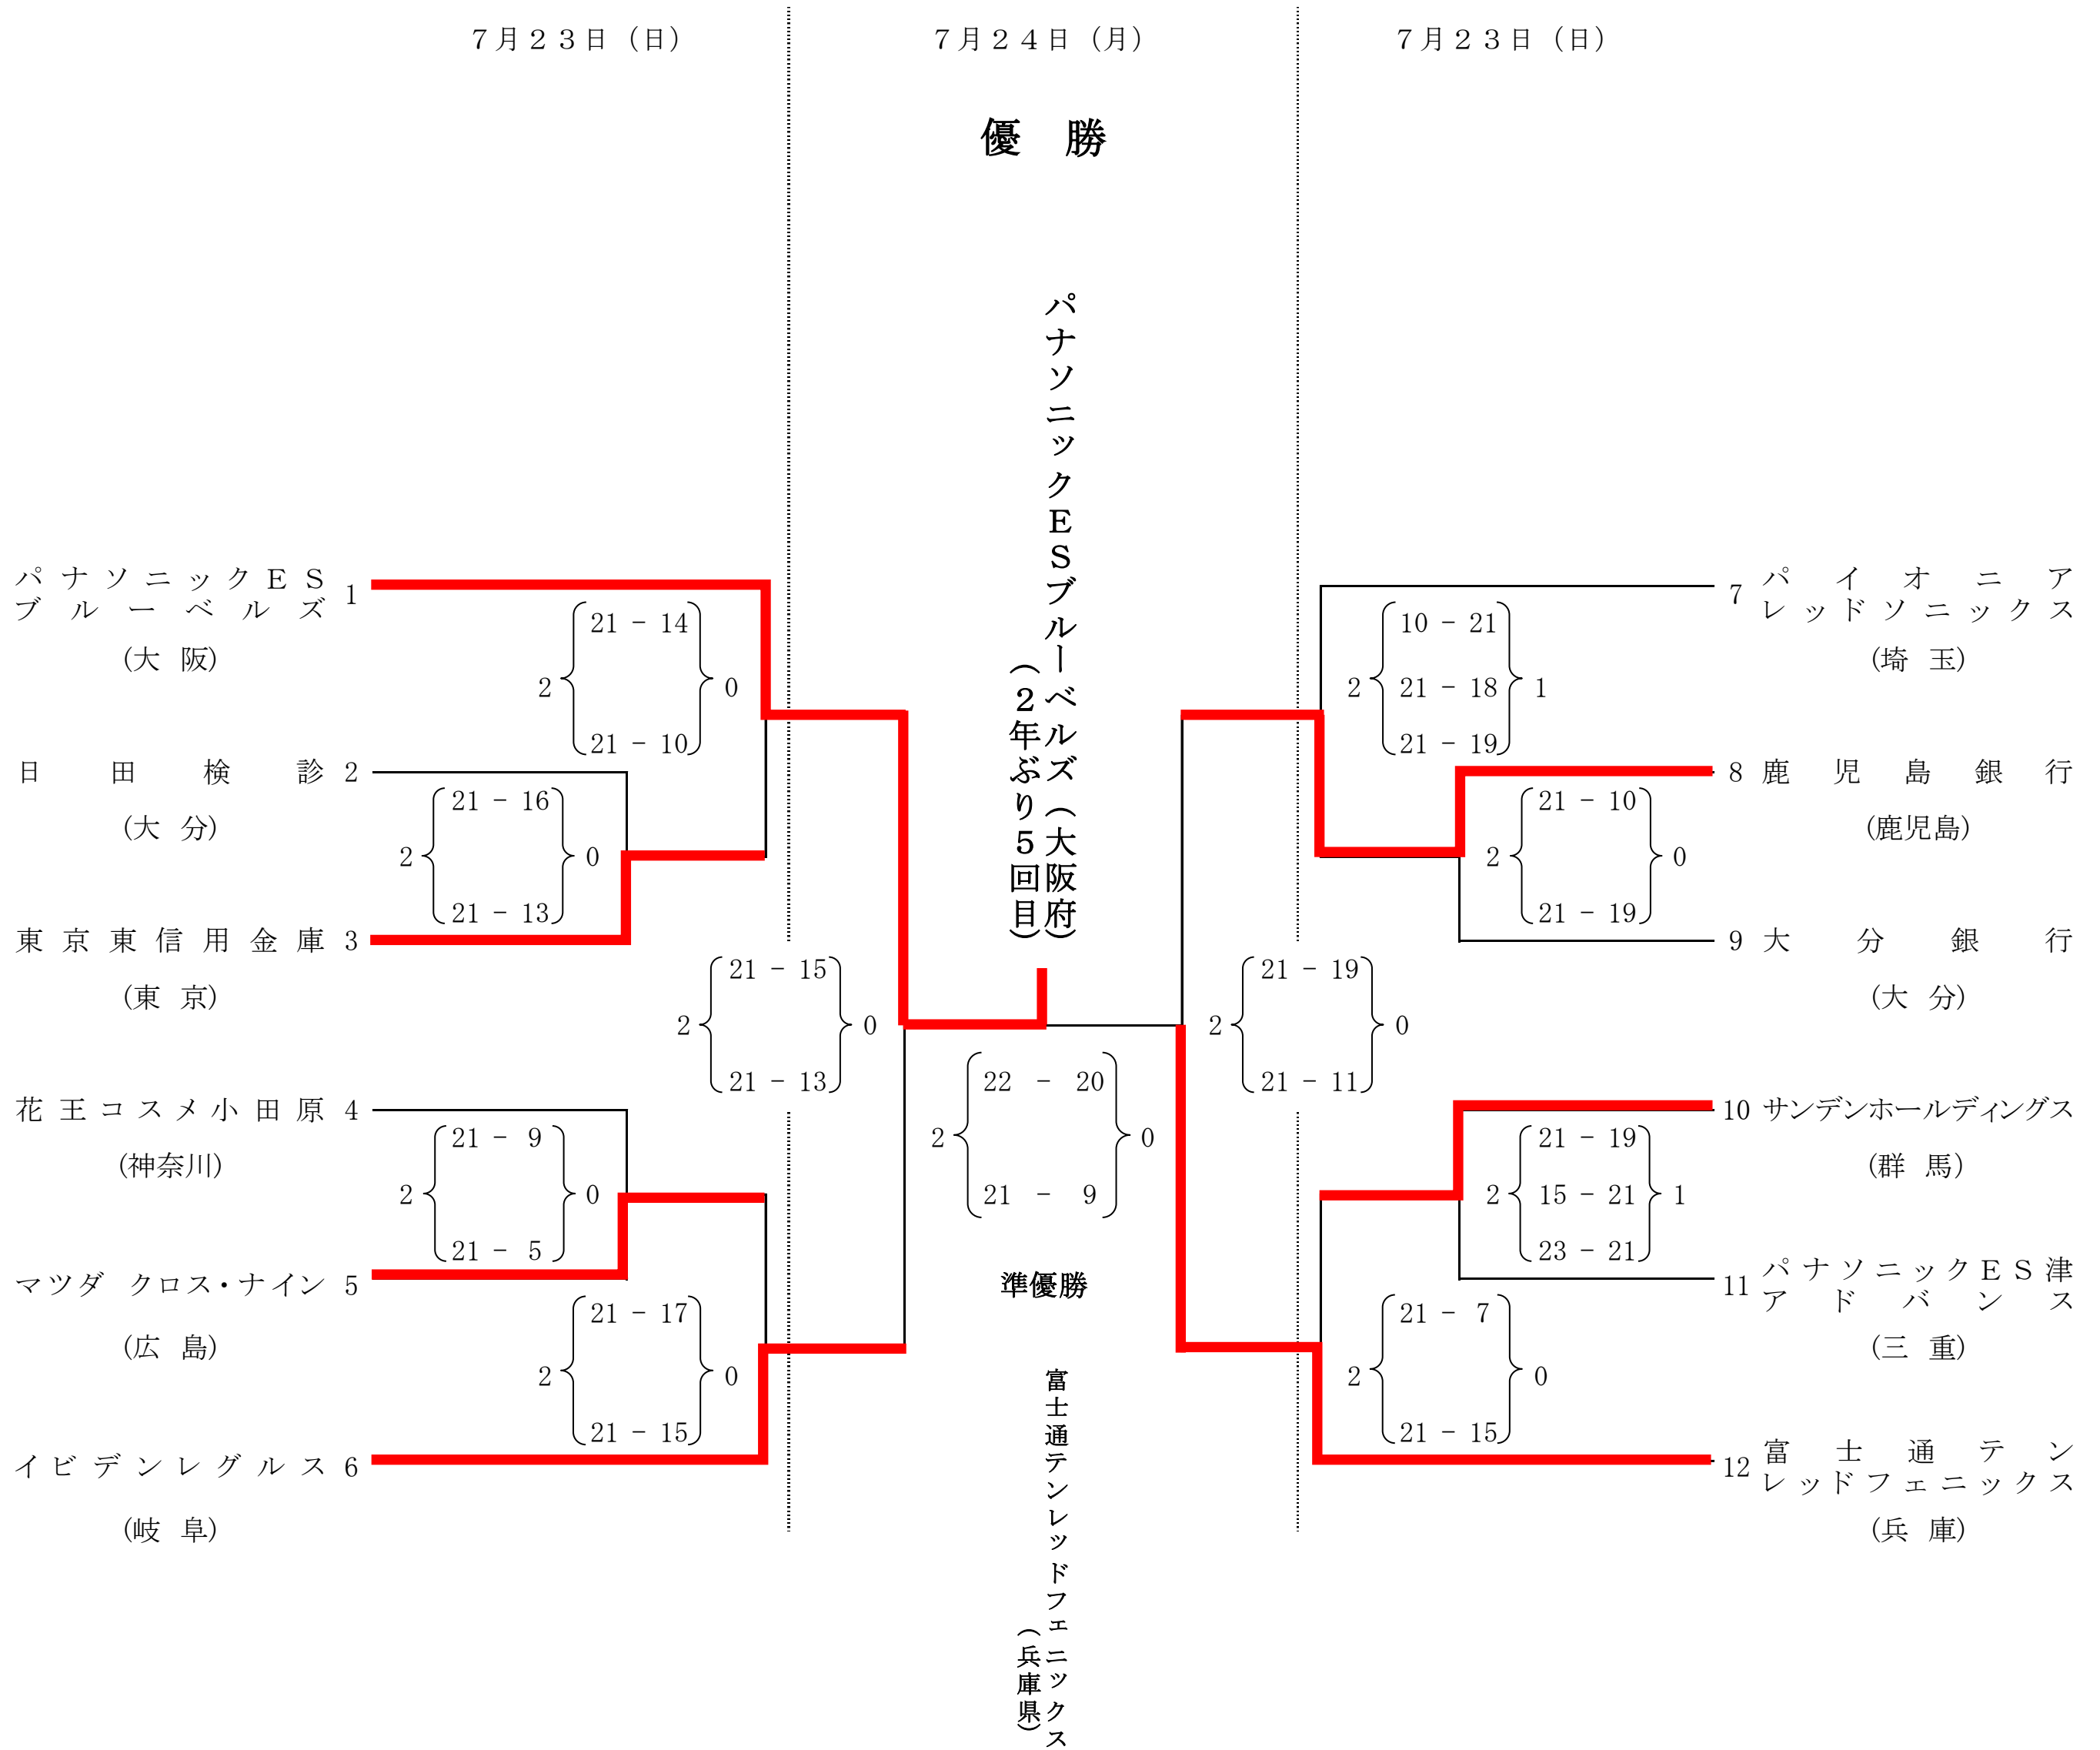 ７月２３日（日）
７月２４日（月）
７月２３日（日）
優　勝
パナソニックＥＳブルーベルズ（大阪府）
（２年ぶり５回目）
パナソニックＥＳ
ブルーベルズ
1
（大　阪）
21 － 14
2
0
21 － 10
日田検診
2
（大　分）
21 － 16
2
0
21 － 13
東京東信用金庫
3
（東　京）
21 － 15
2
0
21 － 13
花王コスメ小田原
4
（神奈川）
21 － 9
2
0
21 － 5
マツダ クロス・ナイン
5
（広　島）
21 － 17
2
0
21 － 15
イビデンレグルス
6
（岐　阜）
22 － 20
2
0
21 － 9
準優勝
富士通テンレッドフェニックス
（兵庫県）
7
パイオニア
レッドソニックス
（埼　玉）
10 － 21
2
21 － 18
1
21 － 19
8
鹿児島銀行
（鹿児島）
21 － 10
2
0
21 － 19
9
大分銀行
（大　分）
21 － 19
2
0
21 － 11
10
サンデンホールディングス
（群　馬）
21 － 19
2
15 － 21
1
23 － 21
11
パナソニックＥＳ津
アドバンス
（三　重）
21 － 7
2
0
21 － 15
12
富士通テン
レッドフェニックス
（兵　庫）